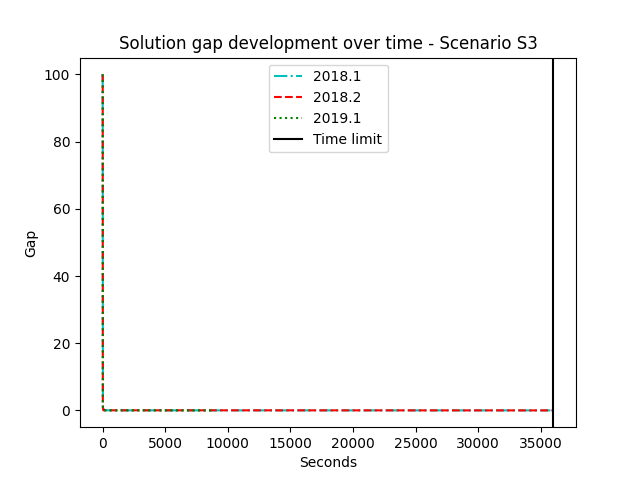 Solution gap development over time - Scenario S3
2018.1
2018.2
2019.1
Time limit
100
80
60
40
20
0
Gap
0 5000 10000 15000 20000 25000 30000 35000
Seconds